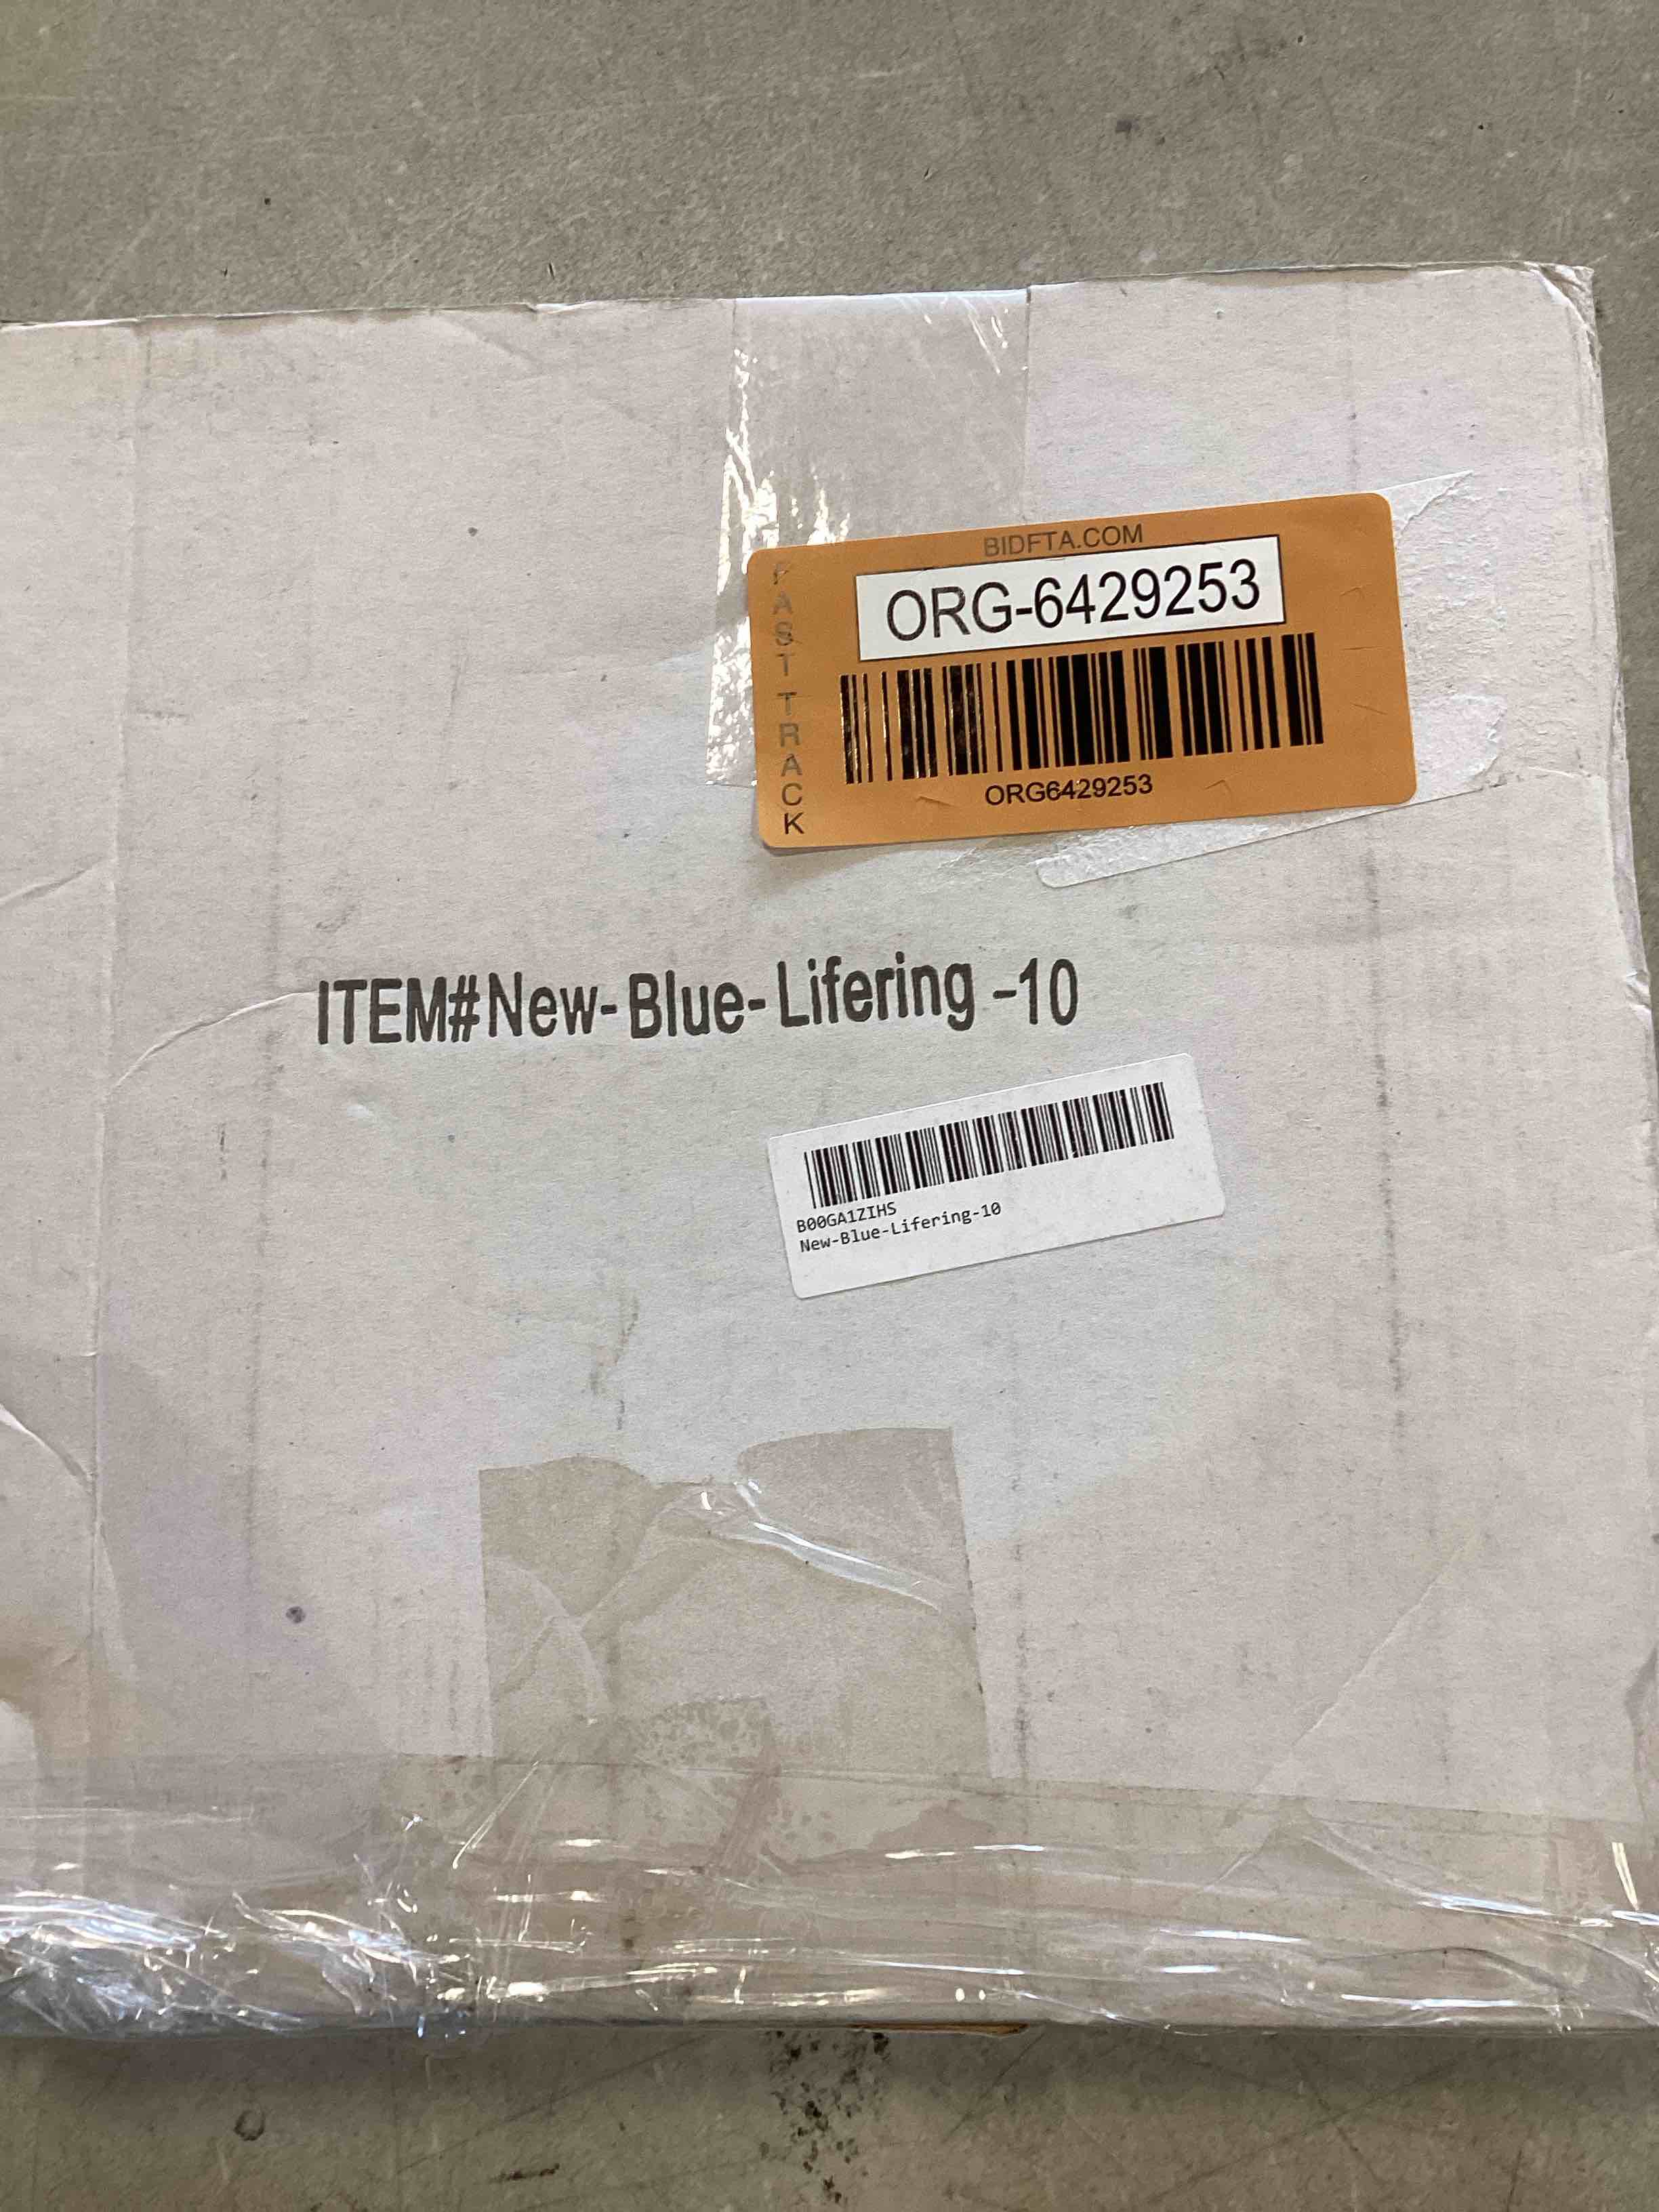 BIDFTA.COM
FAST TRACK
ORG-6429253
ORG6429253
ITEM#New-Blue-Lifering -10
B00GA1ZIHS
New-Blue-Lifering-10